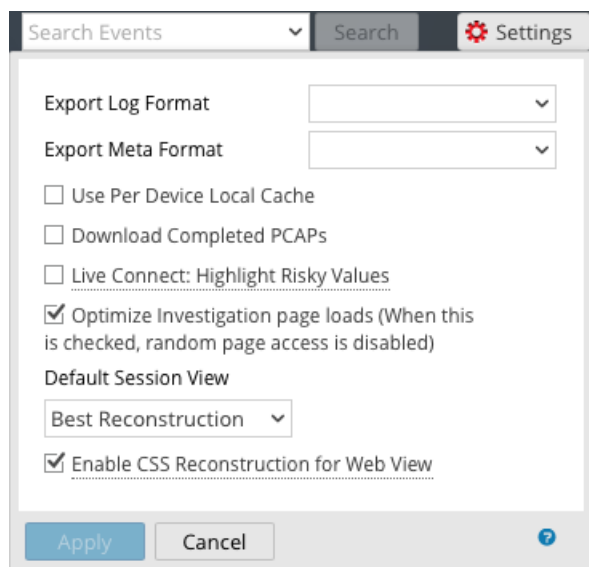 Search Events
Search
Settings
Export Log Format
Export Meta Format
Use Per Device Local Cache
Download Completed PCAPs
Live Connect: Highlight Risky Values
Optimize Investigation page loads (When this
is checked, random page access is disabled)
Default Session View
Best Reconstruction
Enable CSS Reconstruction for Web View
Apply
Cancel
?